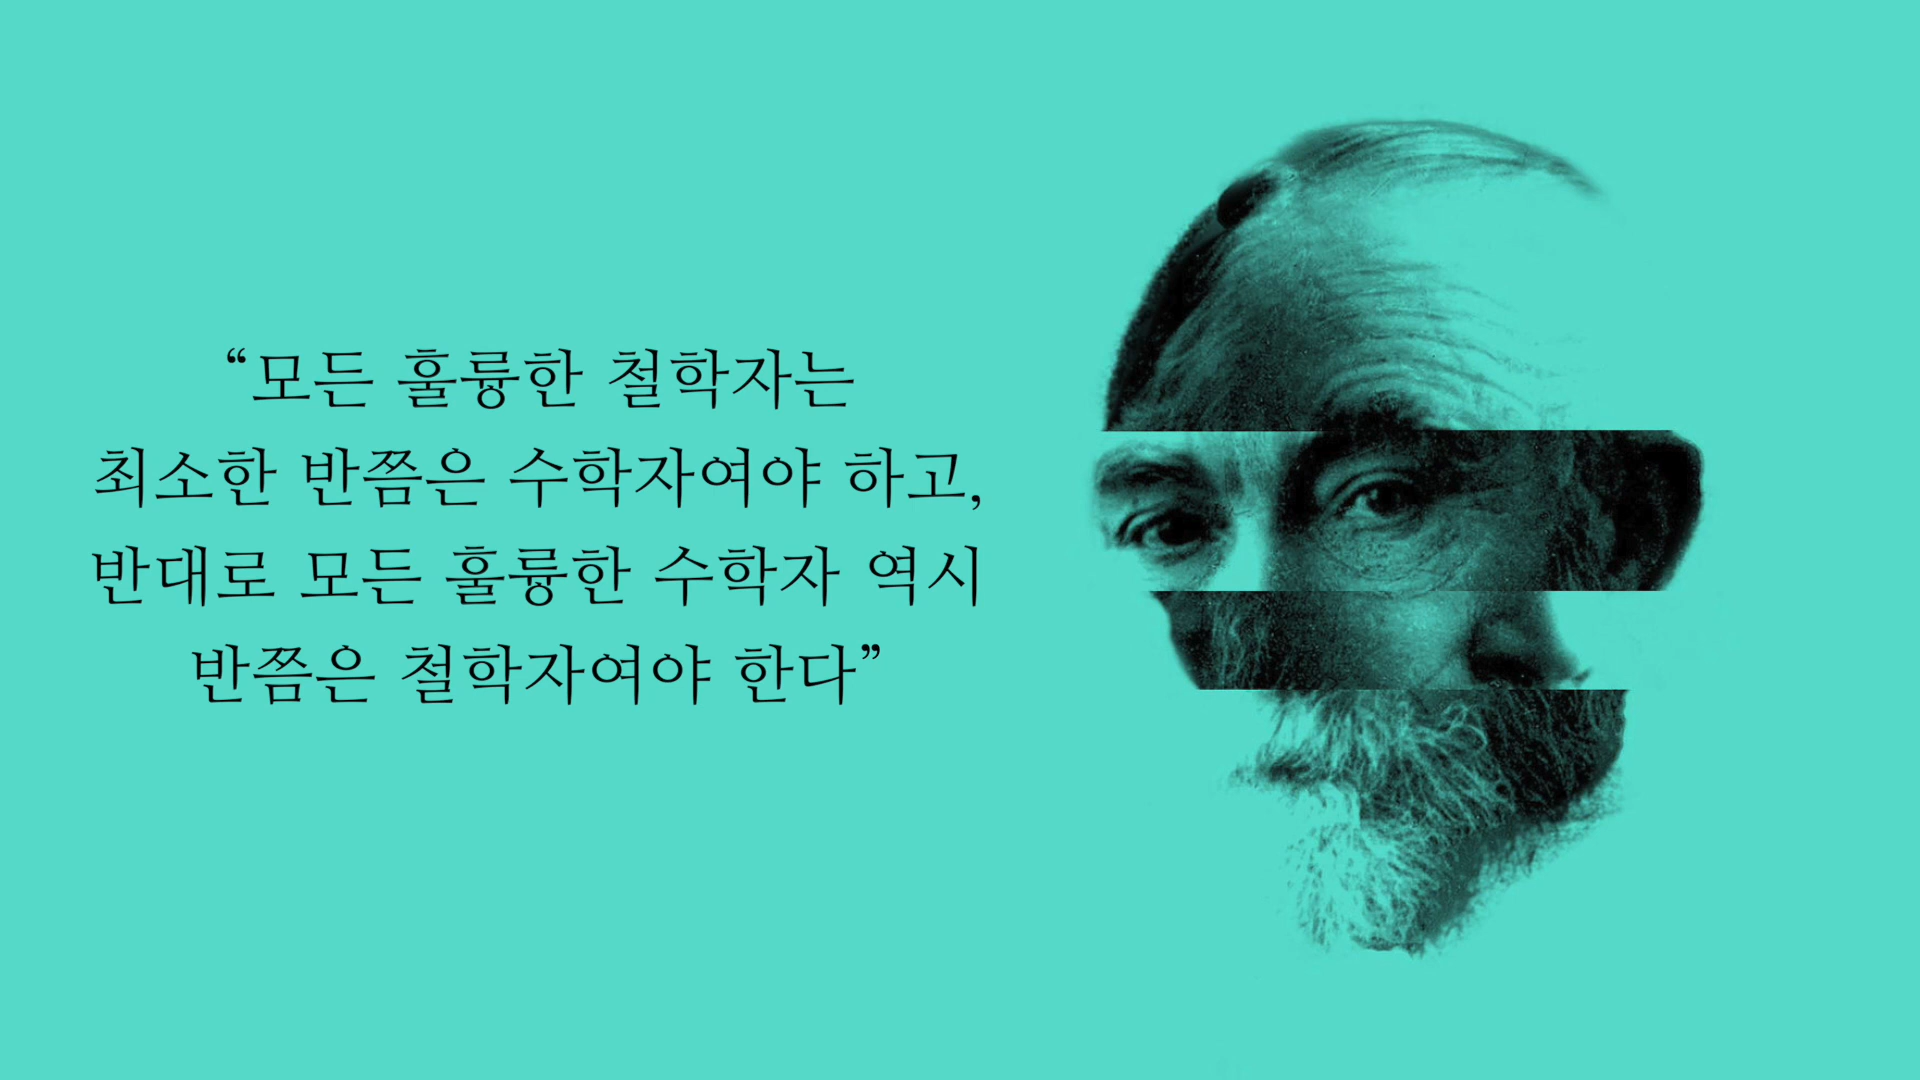 “모든 훌륭한 철학자는
최소한 반쯤은 수학자여야 하고,
반대로 모든 훌륭한 수학자 역시
반쯤은 철학자여야 한다”